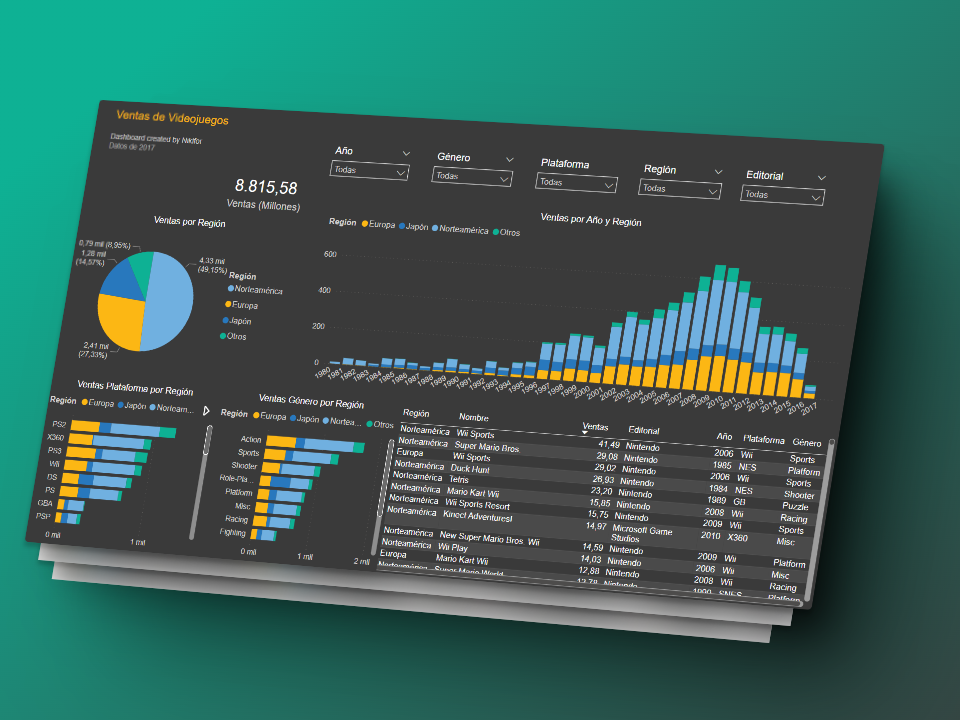 Ventas de Videojuegos
Dashboard created by Nikifoi
Datos de 2017
Año
Todas
Género
Todas
Plataforma
Todas
Región
Todas
Editorial
Todas
8.815,58
Ventas (Millones)
Ventas por Región
0,79 mil (8,95%)
1,28 mil
(14,57%)
4,33 mil
(49,15%)
2,41 mil
(27,33%)
Región
Norteamérica
Europa
Japón
Otros
Ventas por Año y Región
Región Europa Japón Norteamérica Otros
600
400
200
0
1980 1981 1982 1983 1984 1985 1986 1987 1988 1989 1990 1991 1992 1993 1994 1995 1996 1997 1998 1999 2000 2001 2002 2003 2004 2005 2006 2007 2008 2009 2010 2011 2012 2013 2014 2015 2016 2017
Ventas Plataforma por Región
Región Europa Japón Norteam...
PS2
X360
PS3
Wii
DS
PS
GBA
PSP
0 mil 1 mil
Ventas Género por Región
Región Europa Japón Nortea... Otros
Action
Sports
Shooter
Role-Pla...
Platform
Misc
Racing
Fighting
0 mil 1 mil 2 mil
Región Nombre Ventas Editorial Año Plataforma Género
Norteamérica Wii Sports 41,49 Nintendo 2006 Wii Sports
Norteamérica Super Mario Bros. 29,08 Nintendo 1985 NES Platform
Europa Wii Sports 29,02 Nintendo 2006 Wii Sports
Norteamérica Duck Hunt 26,93 Nintendo 1984 NES Shooter
Norteamérica Tetris 23,20 Nintendo 1989 GB Puzzle
Norteamérica Mario Kart Wii 15,85 Nintendo 2008 Wii Racing
Norteamérica Wii Sports Resort 15,75 Nintendo 2009 Wii Sports
Norteamérica Kinect Adventures! 14,97 Microsoft Game Studios 2010 X360 Misc
Norteamérica New Super Mario Bros. Wii 14,59 Nintendo 2009 Wii Platform
Norteamérica Wii Play 14,03 Nintendo 2006 Wii Misc
Europa Mario Kart Wii 12,88 Nintendo 2008 Wii Racing
Norteamérica Super Mario World 12,78 Nintendo 1990 SNES Platform